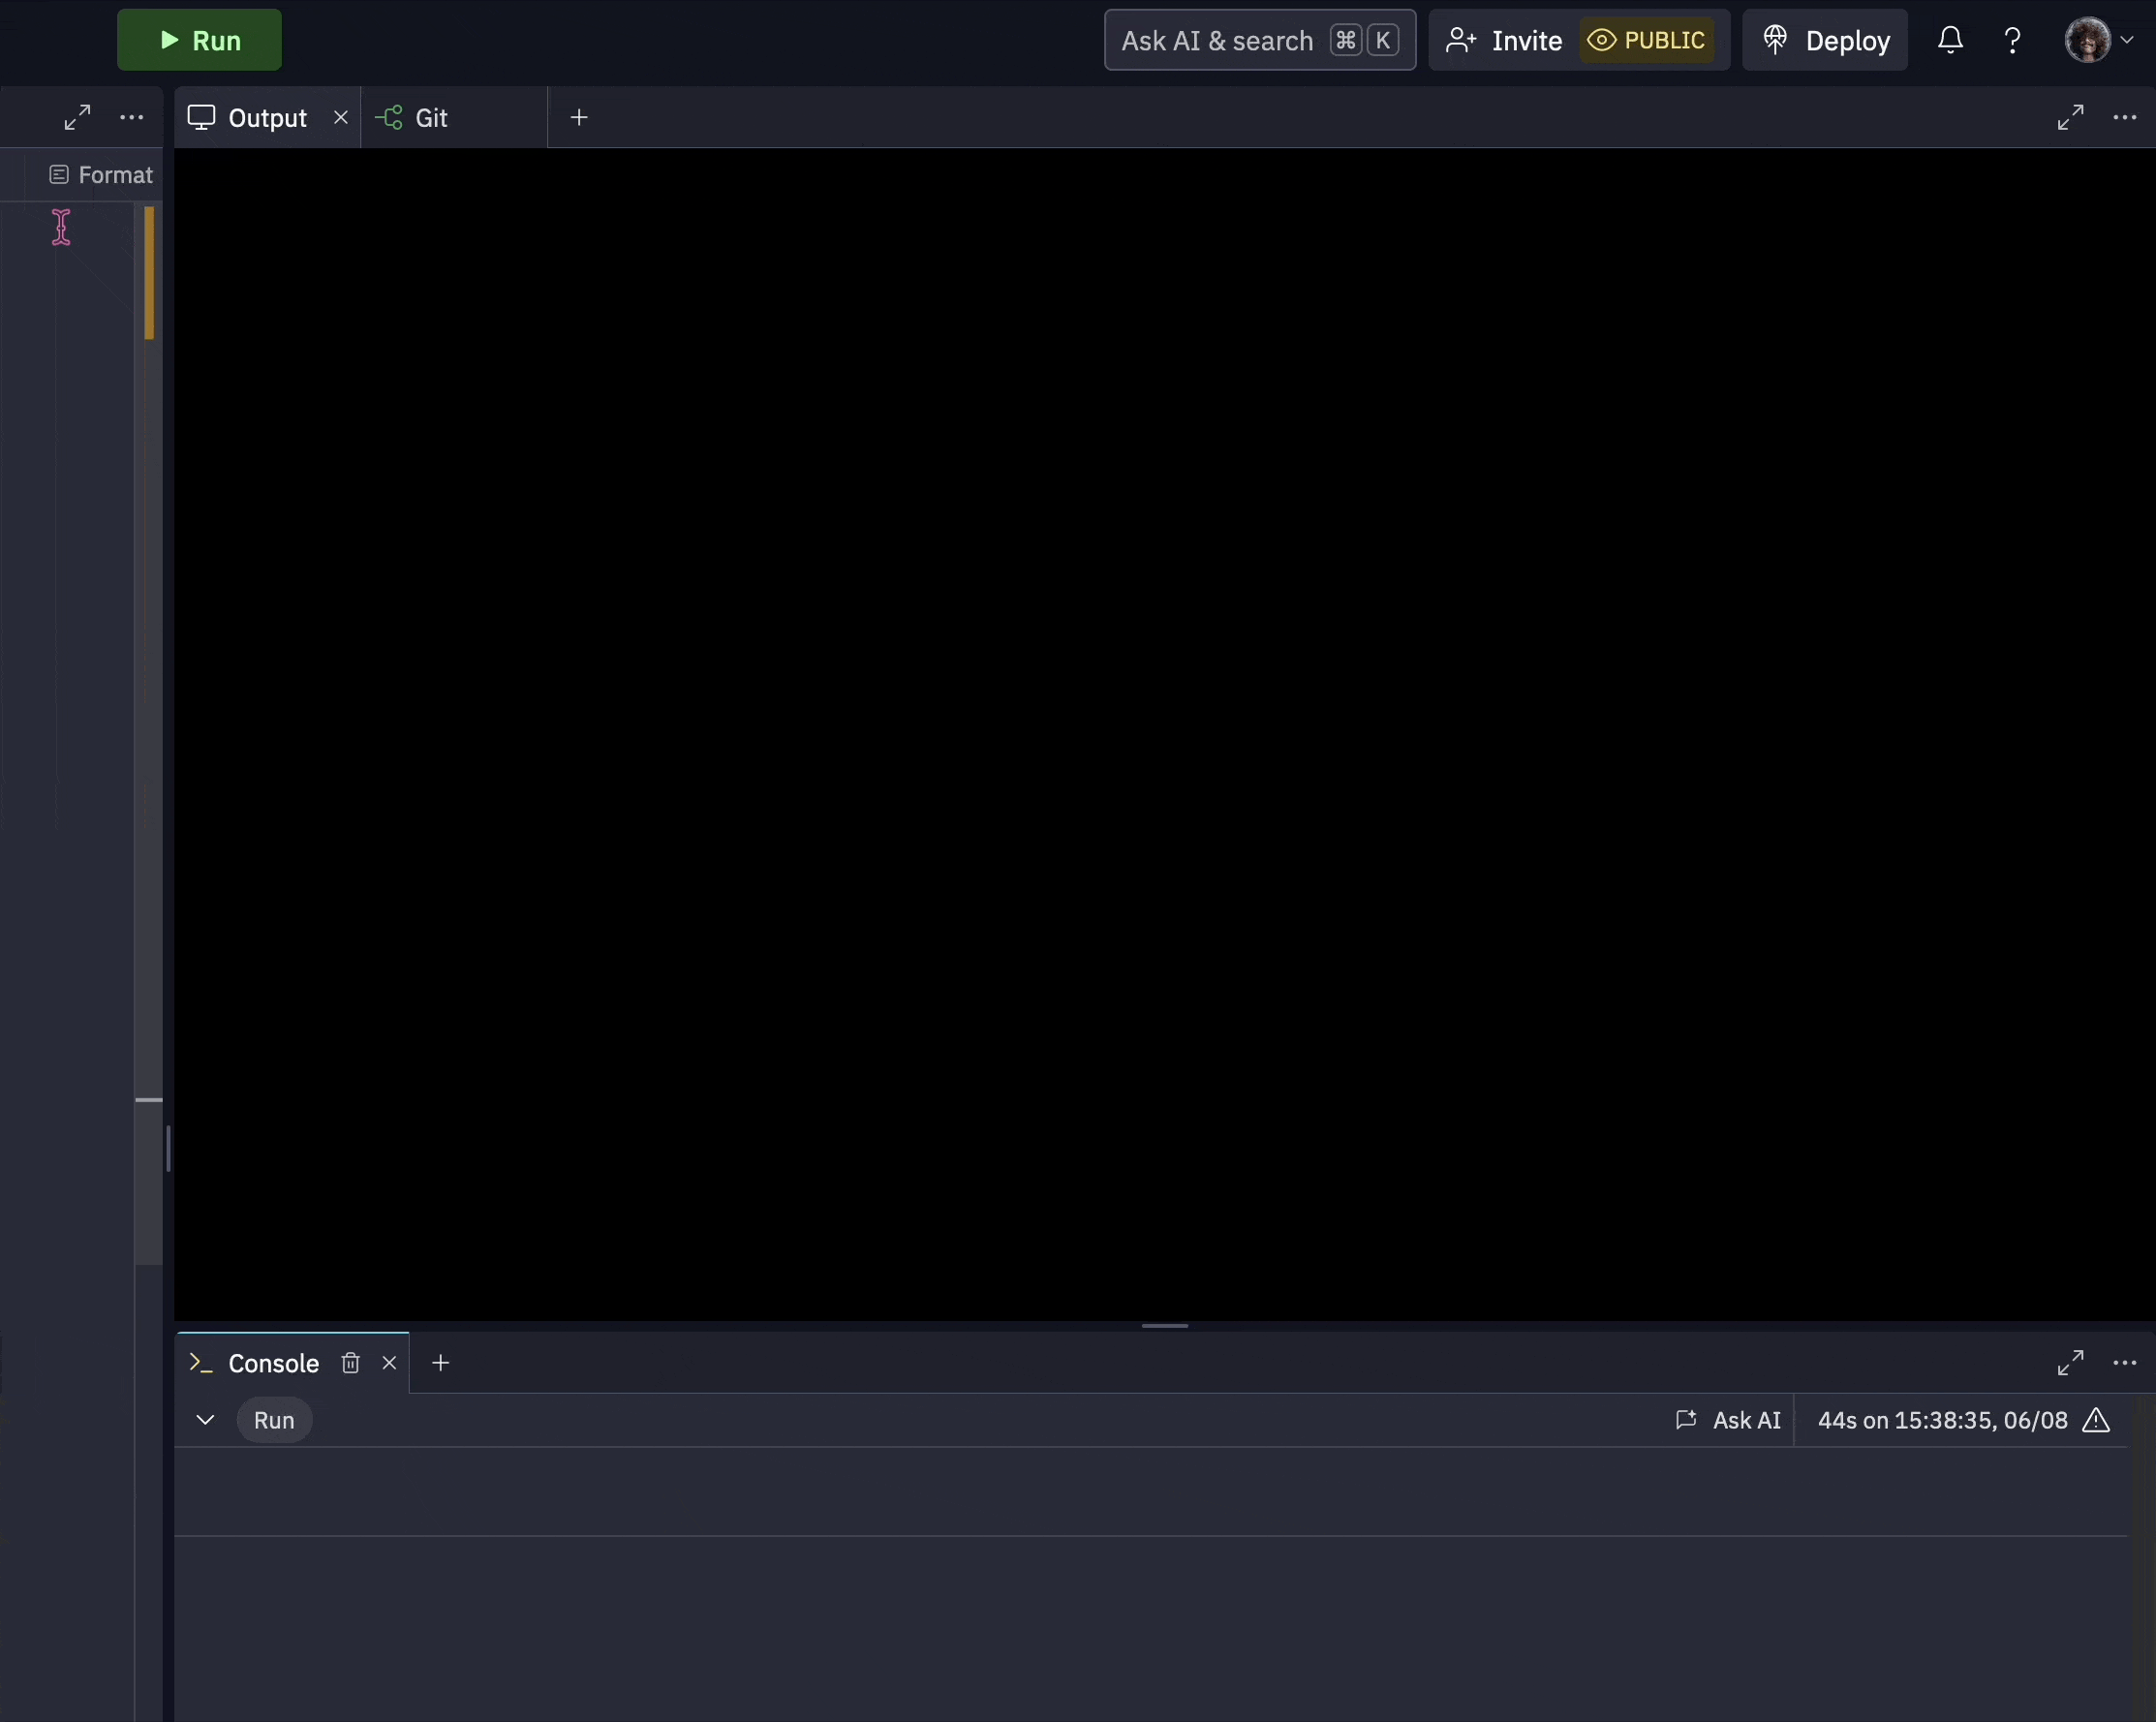 Run
Ask AI & search ⌘ K
Invite PUBLIC
Deploy
Output
Git
Format
Console
Run
Ask AI
44s on 15:38:35, 06/08